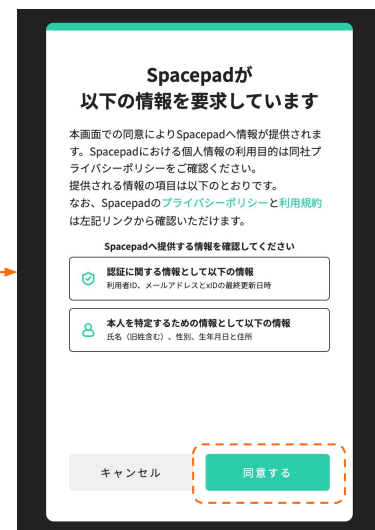 Spacepadが
以下の情報を要求しています
本画面での同意によりSpacepadへ情報が提供されま
す。Spacepadにおける個人情報の利用目的は同社プ
ライバシーポリシーをご確認ください。
提供される情報の項目は以下のとおりです。
なお、Spacepadのプライバシーポリシーと利用規約
は左記リンクから確認いただけます。
Spacepadへ提供する情報を確認してください
認証に関する情報として以下の情報
利用者ID、メールアドレスとxIDの最終更新日時
本人を特定するための情報として以下の情報
氏名（旧姓含む）、性別、生年月日と住所
キャンセル
同意する